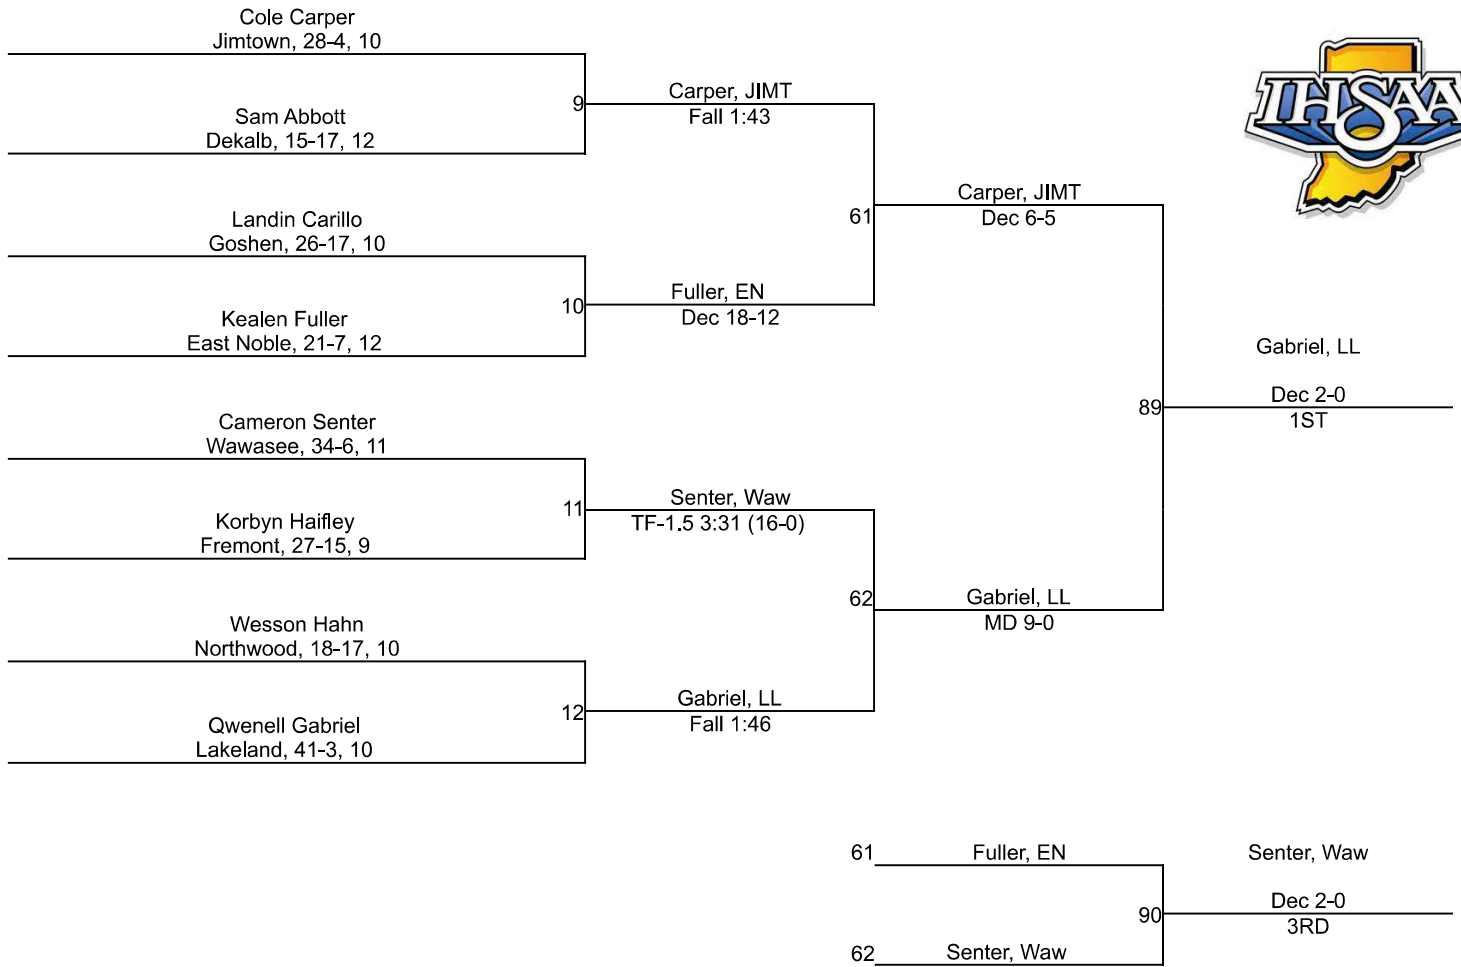 Cole Carper
Jimtown, 28-4, 10
9
Sam Abbott
Dekalb, 15-17, 12
Carper, JIMT
Fall 1:43
61
Landin Carillo
Goshen, 26-17, 10
10
Kealen Fuller
East Noble, 21-7, 12
Fuller, EN
Dec 18-12
Carper, JIMT
Dec 6-5
89
Cameron Senter
Wawasee, 34-6, 11
11
Korbyn Haifley
Fremont, 27-15, 9
Senter, Waw
TF-1.5 3:31 (16-0)
62
Wesson Hahn
Northwood, 18-17, 10
12
Qwenell Gabriel
Lakeland, 41-3, 10
Gabriel, LL
Fall 1:46
Gabriel, LL
MD 9-0
IHSAA
Gabriel, LL
Dec 2-0
1ST
61
Fuller, EN
90
62
Senter, Waw
Senter, Waw
Dec 2-0
3RD